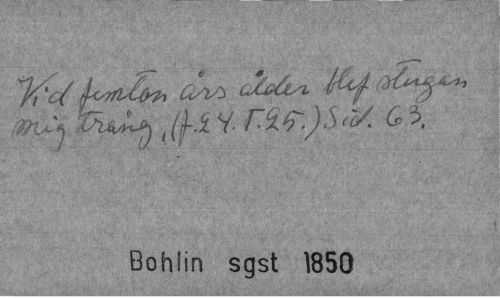 Vid femton års ålder blef stugan
mig trång, (f. 24. T. 25.) Sid. 63.
Bohlin sgst 1850